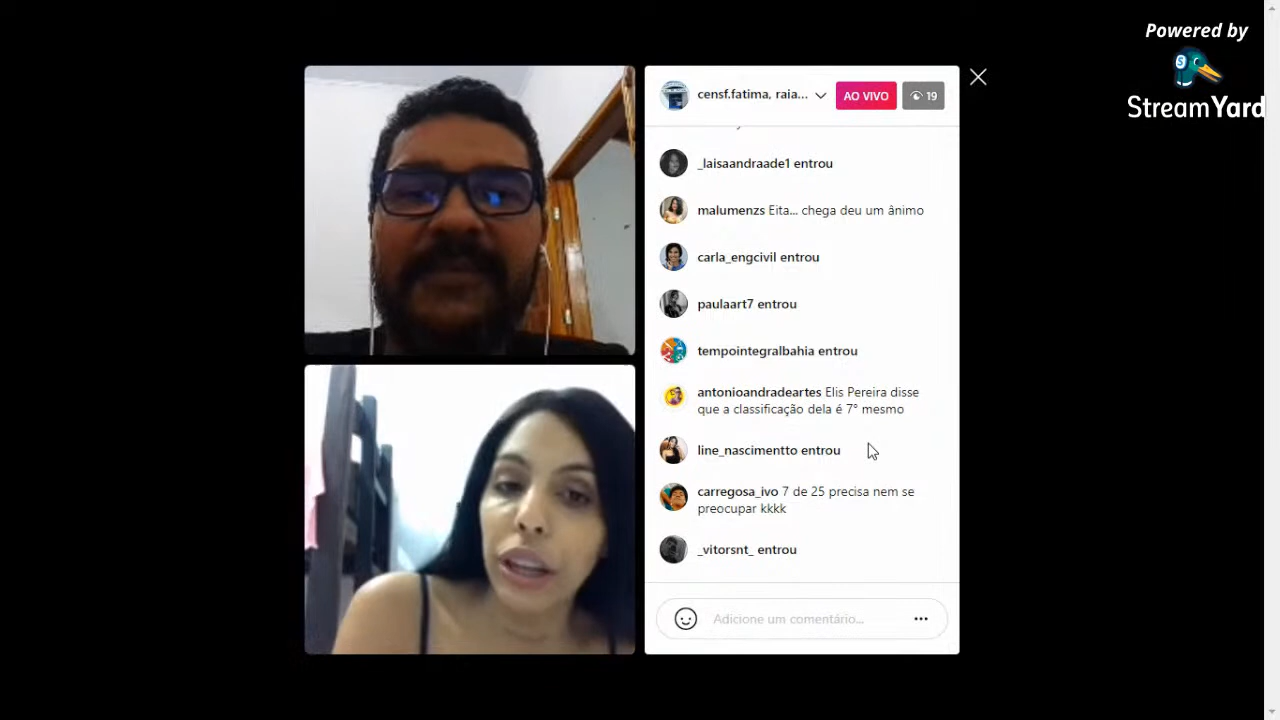 Powered by
StreamYard
censf.fatima, raia...
AO VIVO
19
_laisaandraade1 entrou
malumenzs Eita... chega deu um ânimo
carla_engcivil entrou
paulaart7 entrou
tempointegralbahia entrou
antonioandradeartes Elis Pereira disse
que a classificação dela é 7° mesmo
line_nascimentto entrou
carregosa_ivo 7 de 25 precisa nem se
preocupar kkkk
_vitorsnt_ entrou
Adicione um comentário...